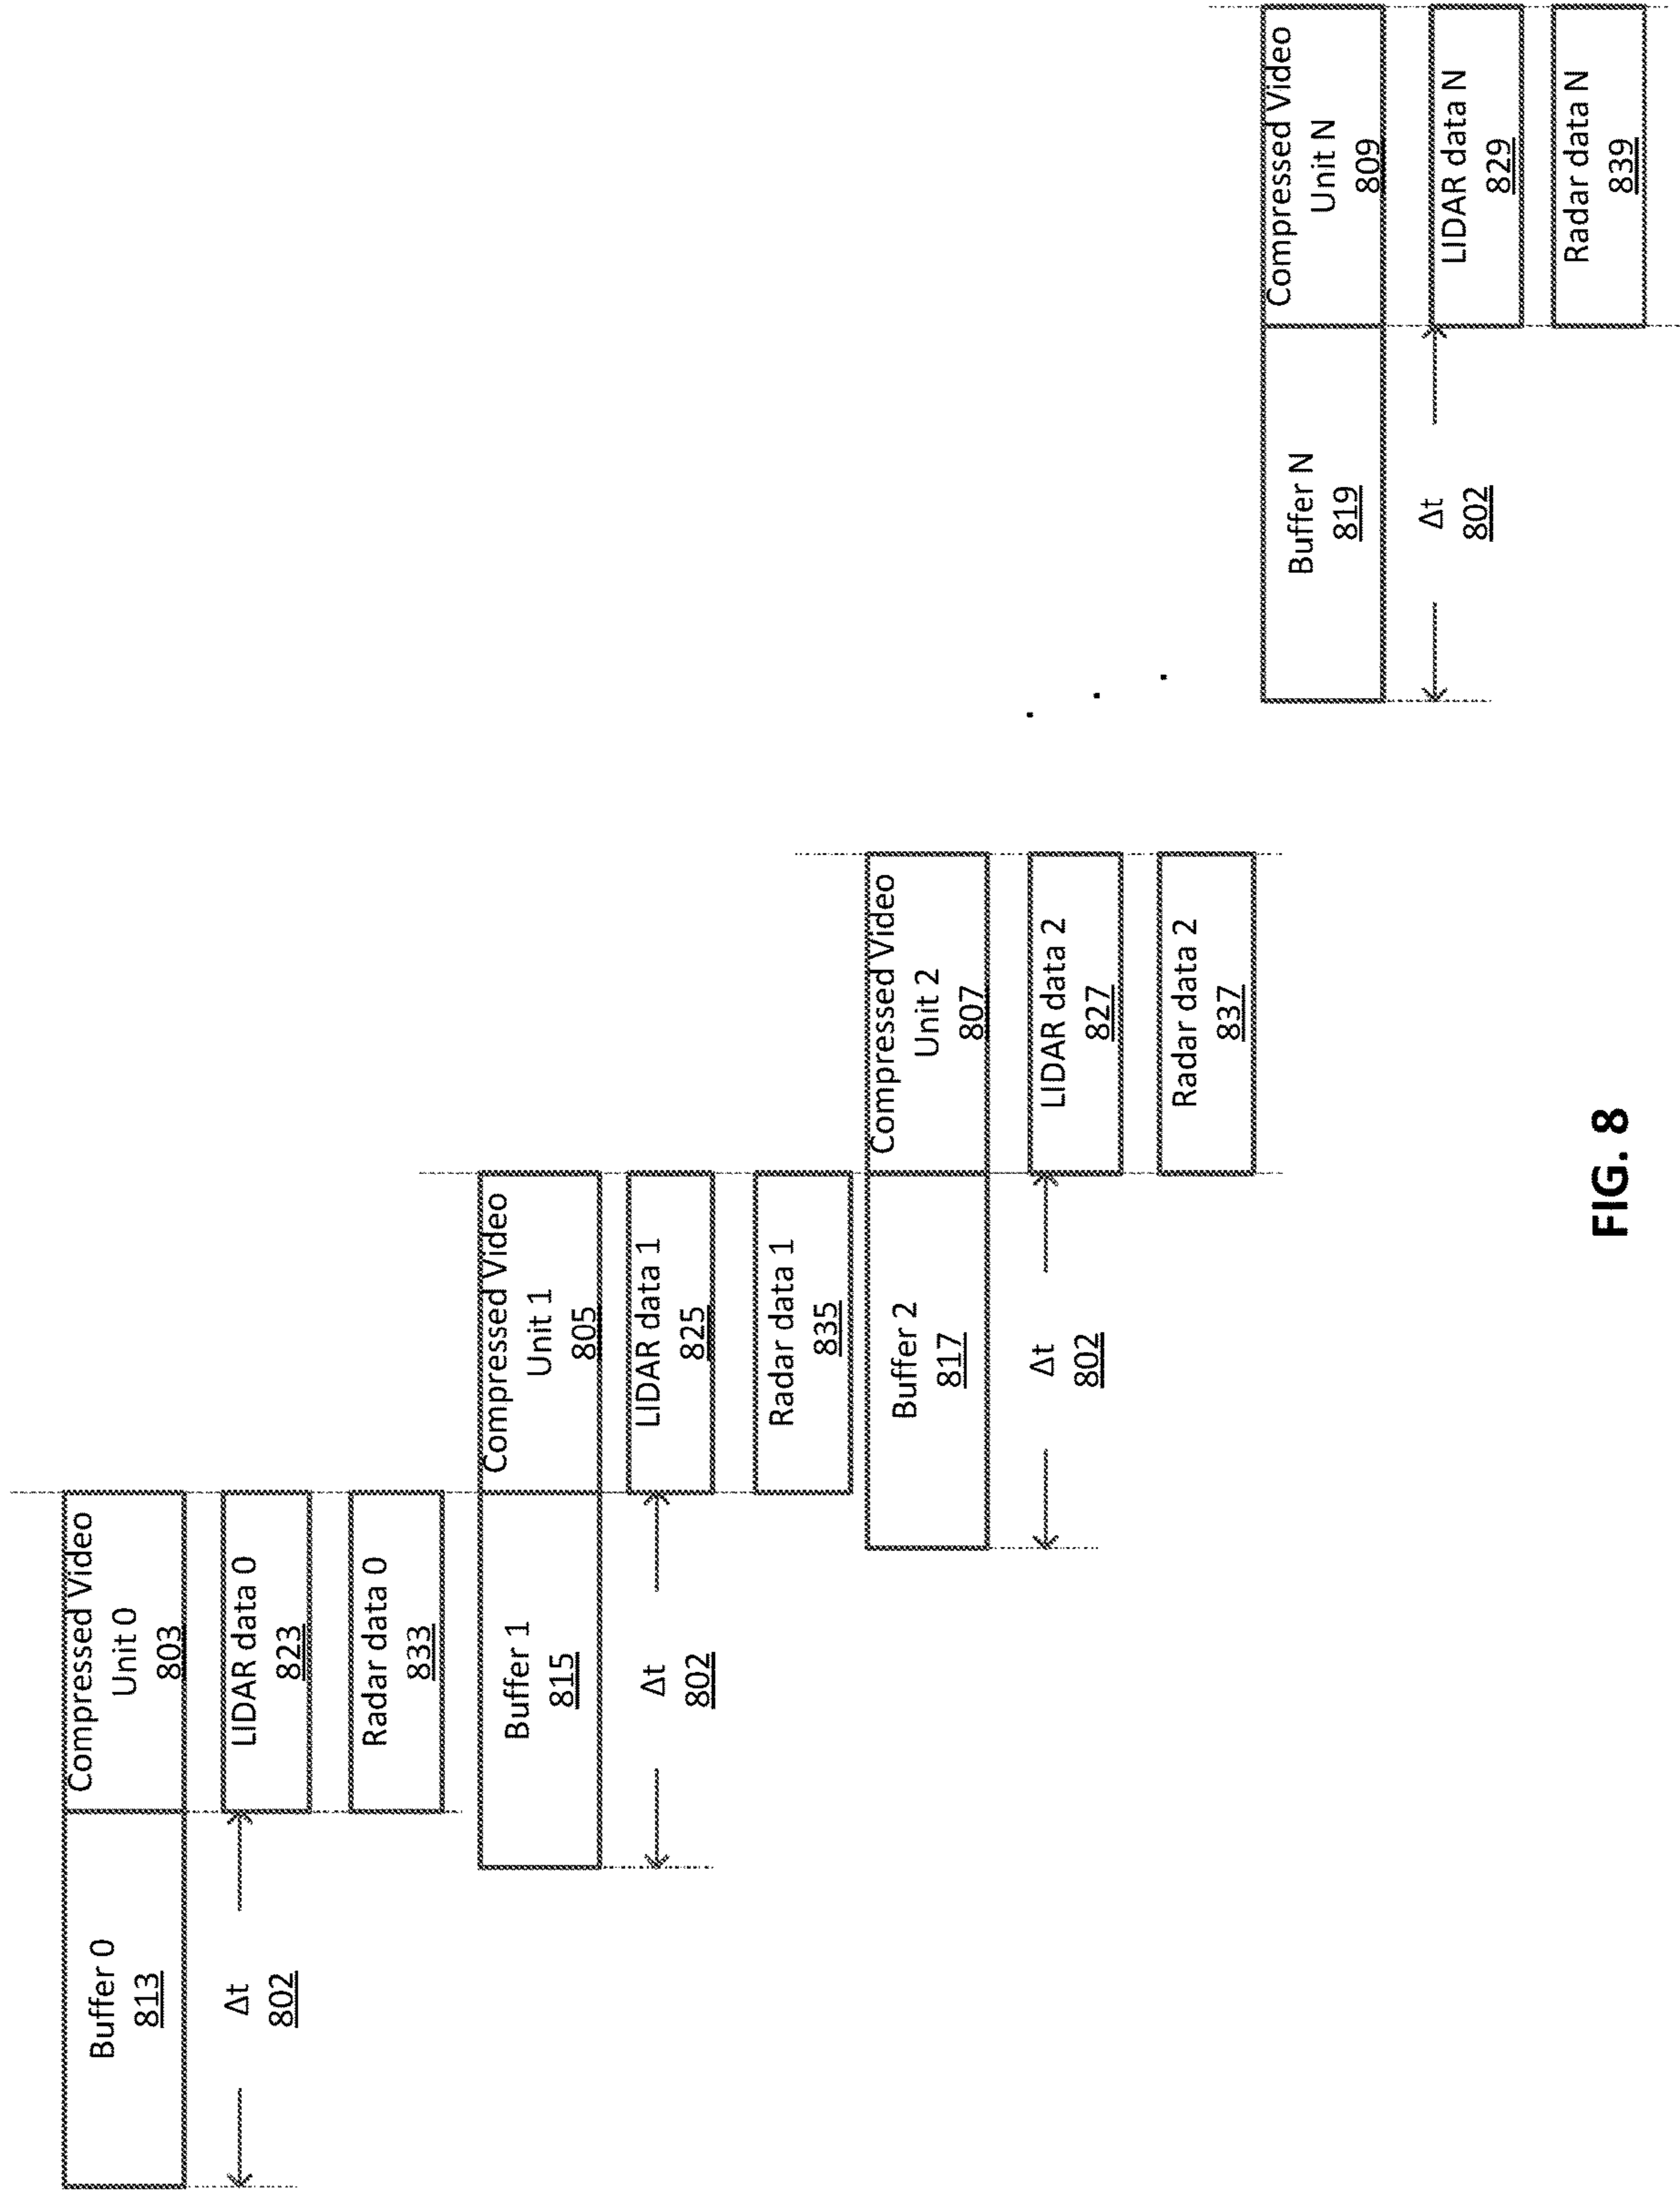 Buffer 0
813
Compressed Video
Unit 0
803
Δt
802
LIDAR data 0
823
Radar data 0
833
Buffer 1
815
Compressed Video
Unit 1
805
Δt
802
LIDAR data 1
825
Radar data 1
835
Buffer 2
817
Compressed Video
Unit 2
807
Δt
802
LIDAR data 2
827
Radar data 2
837
. . .
Buffer N
819
Compressed Video
Unit N
809
Δt
802
LIDAR data N
829
Radar data N
839
FIG. 8